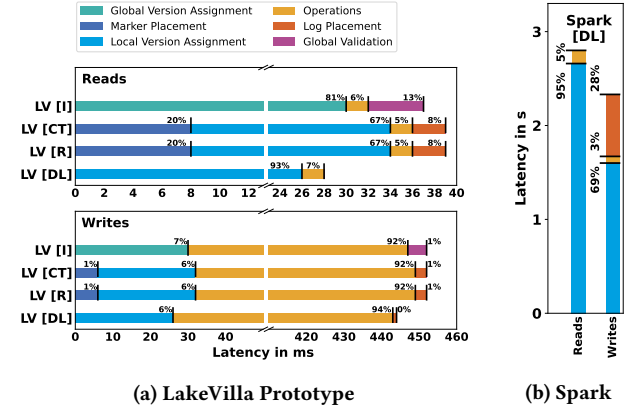 Global Version Assignment
Marker Placement
Local Version Assignment
Operations
Log Placement
Global Validation
Reads
LV [I]
81%
6%
13%
LV [CT]
20%
67%
5%
8%
LV [R]
20%
67%
5%
8%
LV [DL]
93%
7%
0 2 4 6 8 10 12 24 26 28 30 32 34 36 38 40
Writes
LV [I]
7%
92%
1%
LV [CT]
1%
6%
92%
1%
LV [R]
1%
6%
92%
1%
LV [DL]
6%
94%
0%
0 10 20 30 40 420 430 440 450 460
Latency in ms
(a) LakeVilla Prototype
Spark
[DL]
Latency in s
3
2
1
0
95%
5%
69%
3%
28%
Reads
Writes
(b) Spark